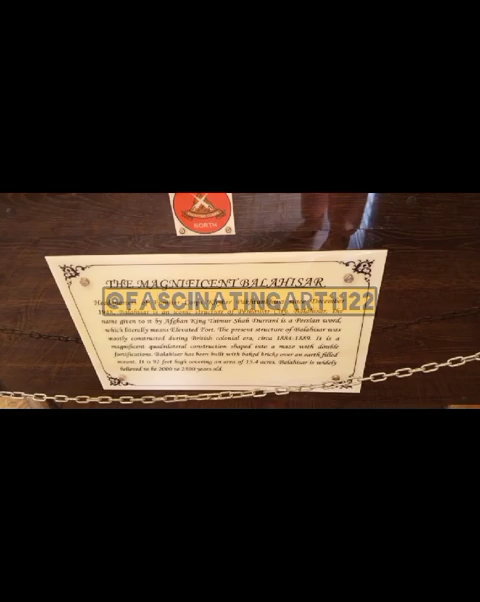 NORTH
THE MAGNIFICENT BALAHISAR
@FASCINATINGART1122
name given to it by Afghan King Taimur Shah Durrani is a Persian word,
which literally means Elevated Fort. The present structure of Balahisar was
mostly constructed during British colonial era, circa 1884-1889. It is a
magnificent quadrilateral construction shaped into a maze with double
fortifications. Balahisar has been built with baked bricks over an earth filled
mount. It is 92 feet high covering an area of 15.4 acres. Balahisar is widely
believed to be 2000 to 2500 years old